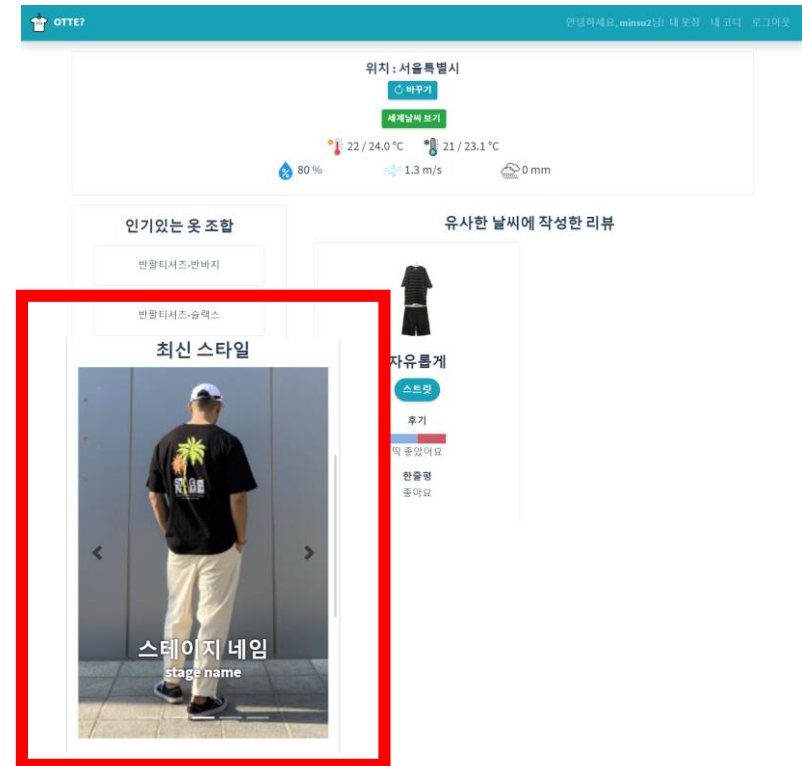 OTTE?
안녕하세요, minsu2님! 내 옷장 내 코디 로그아웃
위치 : 서울특별시
바꾸기
세계날씨 보기
22 / 24.0 °C 21 / 23.1 °C
80 % 1.3 m/s 0 mm
인기있는 옷 조합
반팔티셔츠-반바지
반팔티셔츠-슬랙스
유사한 날씨에 작성한 리뷰
자유롭게
스트릿
후기
딱 좋았어요
한줄평
좋아요
최신 스타일
스테이지 네임
stage name